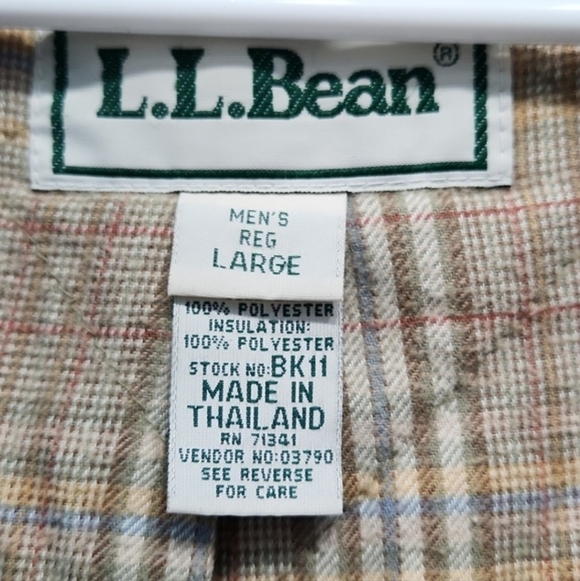 L.L.Bean®
MEN'S
REG
LARGE
100% POLYESTER
INSULATION:
100% POLYESTER
STOCK NO:BK11
MADE IN
THAILAND
RN 71341
VENDOR NO:03790
SEE REVERSE
FOR CARE